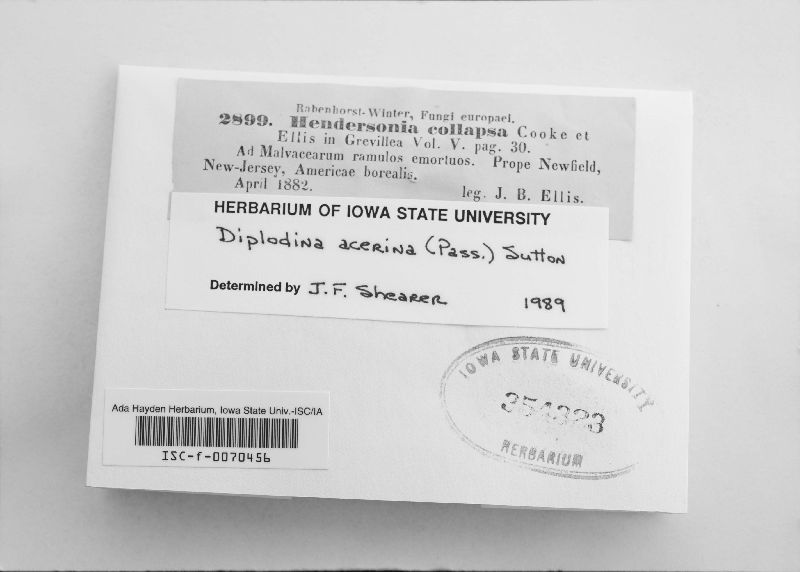 Rabenhorst-Winter, Fungi europaei.
2899. Hendersonia collapsa Cooke et
Ellis in Grevillea Vol. V. pag. 30.
Ad Malvacearum ramulos emortuos. Prope Newfield,
New-Jersey, Americae borealis.
April 1882. leg. J. B. Ellis.
HERBARIUM OF IOWA STATE UNIVERSITY
Diplodina acerina (Pass.) Sutton
Determined by J. F. Shearer 1989
Ada Hayden Herbarium, Iowa State Univ.-ISC/IA
ISC-f-0070456
IOWA STATE UNIVERSITY
354323
HERBARIUM